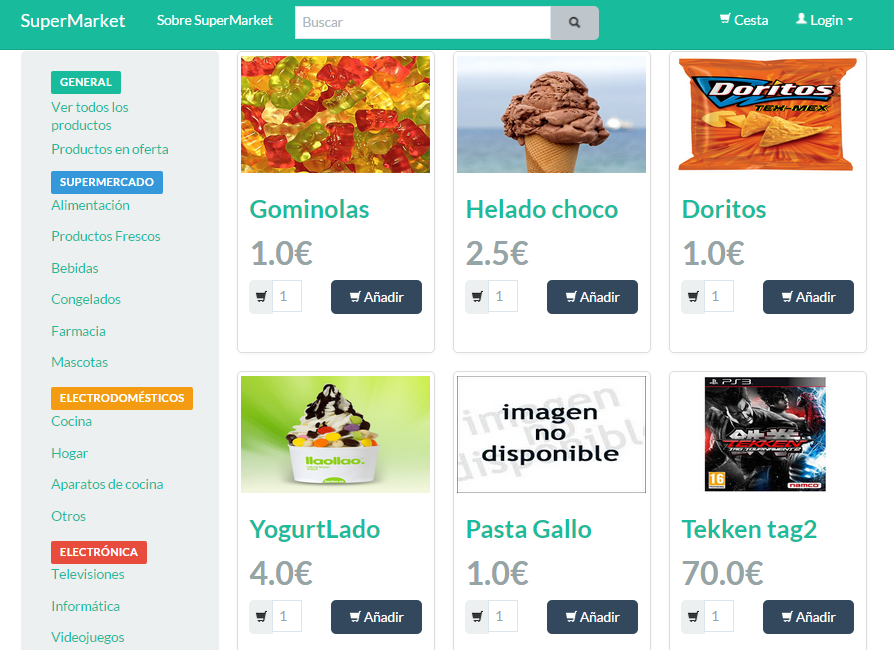 SuperMarket
Sobre SuperMarket
Buscar
Cesta
Login
GENERAL
Ver todos los
productos
Productos en oferta
SUPERMERCADO
Alimentación
Productos Frescos
Bebidas
Congelados
Farmacia
Mascotas
ELECTRODOMÉSTICOS
Cocina
Hogar
Aparatos de cocina
Otros
ELECTRÓNICA
Televisiones
Informática
Videojuegos
Gominolas
1.0€
1
Añadir
Helado choco
2.5€
1
Añadir
Doritos
TEX-MEX
Doritos
1.0€
1
Añadir
llaollao
YogurtLado
4.0€
1
Añadir
imagen
no
disponible
imagen
no
disponible
Pasta Gallo
1.0€
1
Añadir
PS3
TEKKEN
TAG TOURNAMENT 2
16
namco
Tekken tag2
70.0€
1
Añadir